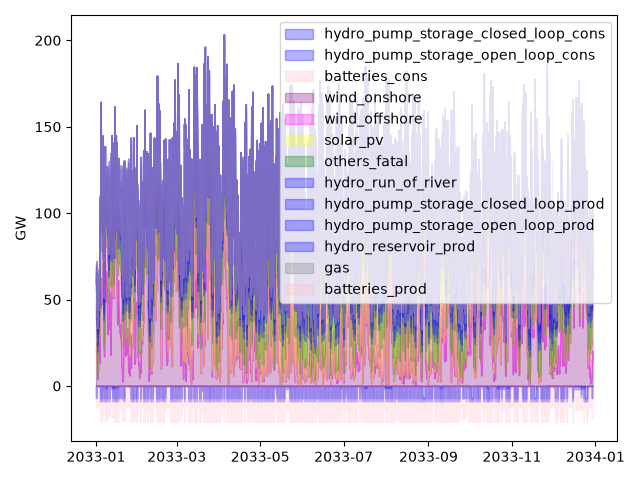 hydro_pump_storage_closed_loop_cons
hydro_pump_storage_open_loop_cons
batteries_cons
wind_onshore
wind_offshore
solar_pv
others_fatal
hydro_run_of_river
hydro_pump_storage_closed_loop_prod
hydro_pump_storage_open_loop_prod
hydro_reservoir_prod
gas
batteries_prod
200
150
100
50
0
GW
2033-01 2033-03 2033-05 2033-07 2033-09 2033-11 2034-01